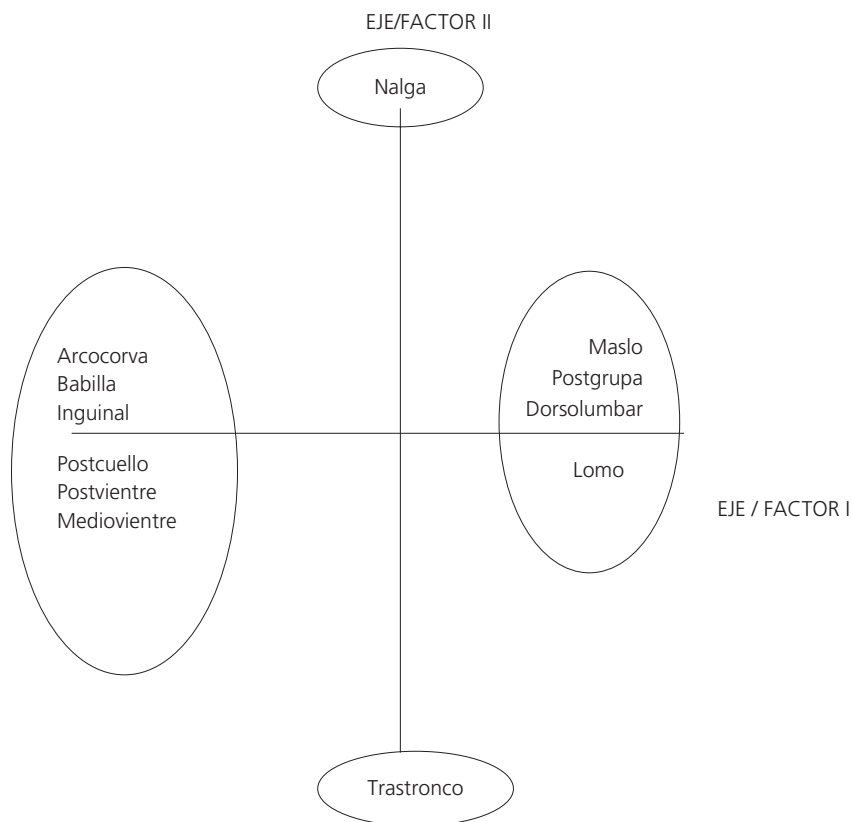 EJE/FACTOR II
Nalga
Arcocorva
Babilla
Inguinal
Postcuello
Postvientre
Mediovientre
Maslo
Postgrupa
Dorsolumbar
Lomo
EJE / FACTOR I
Trastronco